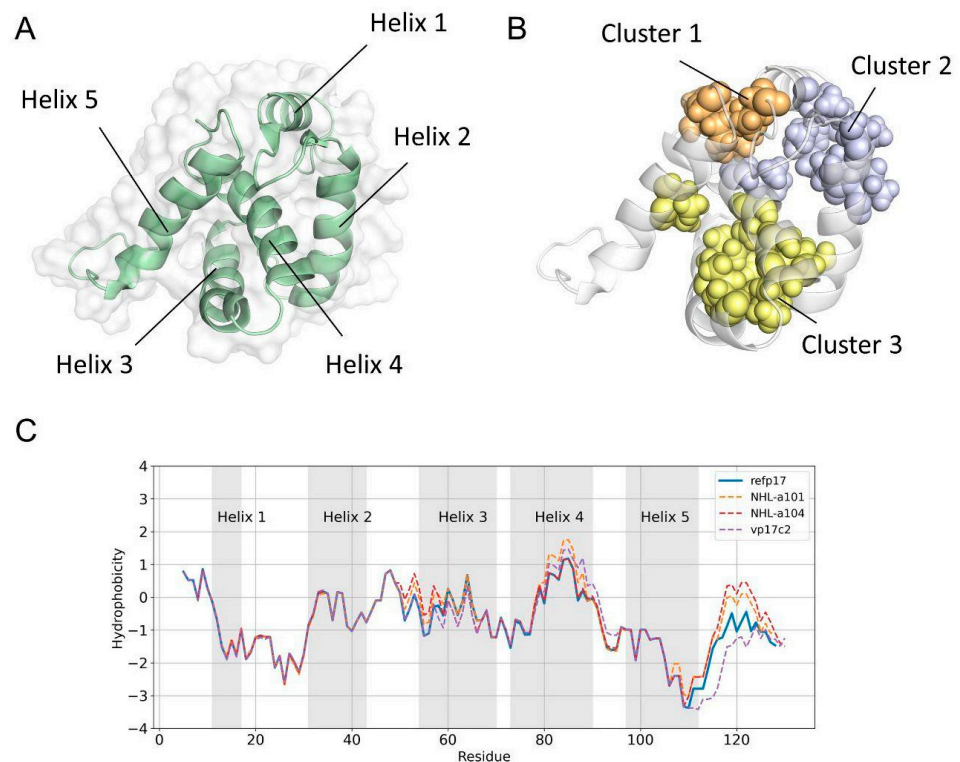 A
Helix 1
Helix 5
Helix 2
Helix 3
Helix 4
B
Cluster 1
Cluster 2
Cluster 3
C
4
3
2
1
0
−1
−2
−3
−4
Hydrophobicity
Helix 1
Helix 2
Helix 3
Helix 4
Helix 5
refp17
NHL-a101
NHL-a104
vp17c2
0
20
40
60
80
100
120
Residue